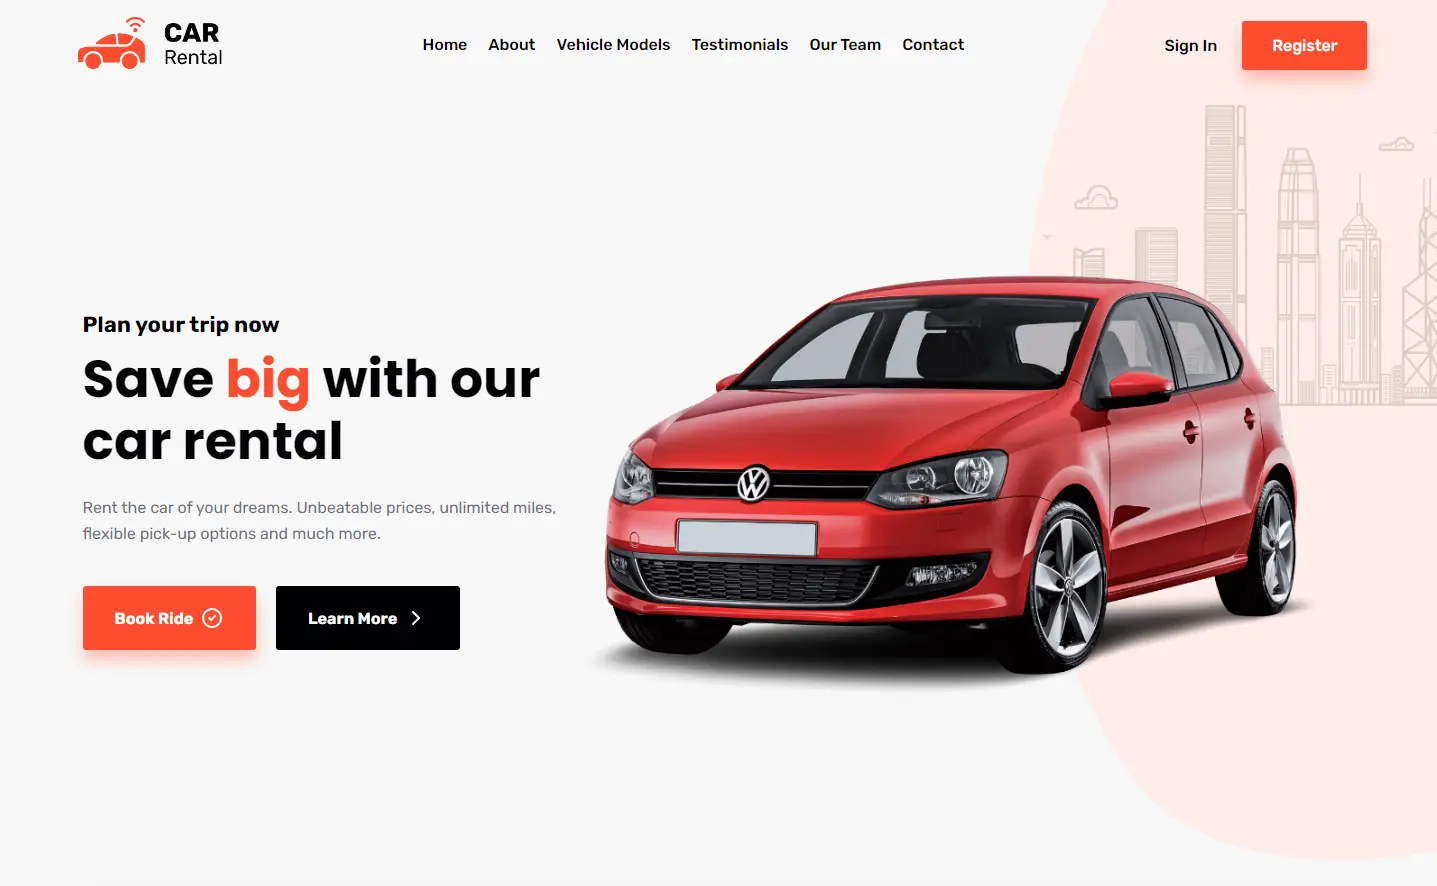 CAR
Rental
Home About Vehicle Models Testimonials Our Team Contact
Sign In Register
Plan your trip now
Save big with our
car rental
Rent the car of your dreams. Unbeatable prices, unlimited miles,
flexible pick-up options and much more.
Book Ride
Learn More